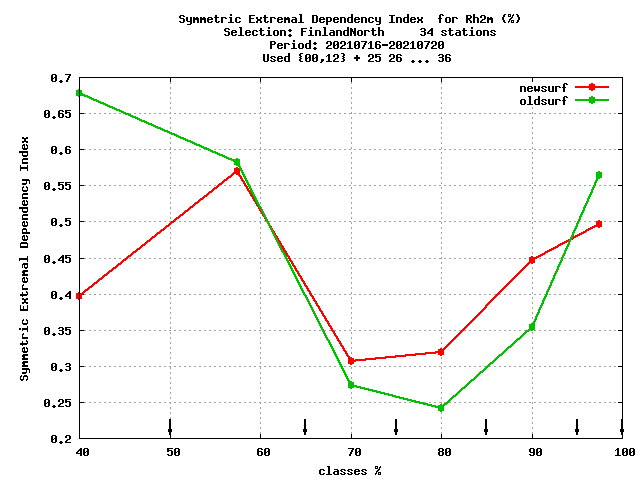 Symmetric Extremal Dependency Index  for Rh2m (%)
Selection: FinlandNorth     34 stations
Period: 20210716-20210720
Used {00,12} + 25 26 ... 36
newsurf
oldsurf
Symmetric Extremal Dependency Index
0.7
0.65
0.6
0.55
0.5
0.45
0.4
0.35
0.3
0.25
0.2
40 50 60 70 80 90 100
classes %